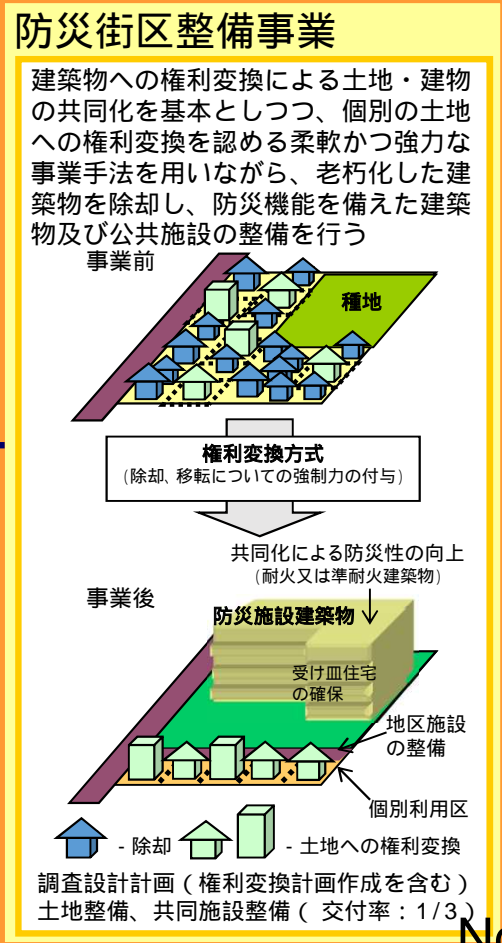 防災街区整備事業
建築物への権利変換による土地・建物
の共同化を基本としつつ、個別の土地
への権利変換を認める柔軟かつ強力な
事業手法を用いながら、老朽化した建
築物を除却し、防災機能を備えた建築
物及び公共施設の整備を行う
事業前
種地
権利変換方式
(除却、移転についての強制力の付与)
共同化による防災性の向上
(耐火又は準耐火建築物)
事業後
防災施設建築物
受け皿住宅
の確保
地区施設
の整備
個別利用区
- 除却
- 土地への権利変換
調査設計計画(権利変換計画作成を含む)
土地整備、共同施設整備( 交付率:1/3)
No